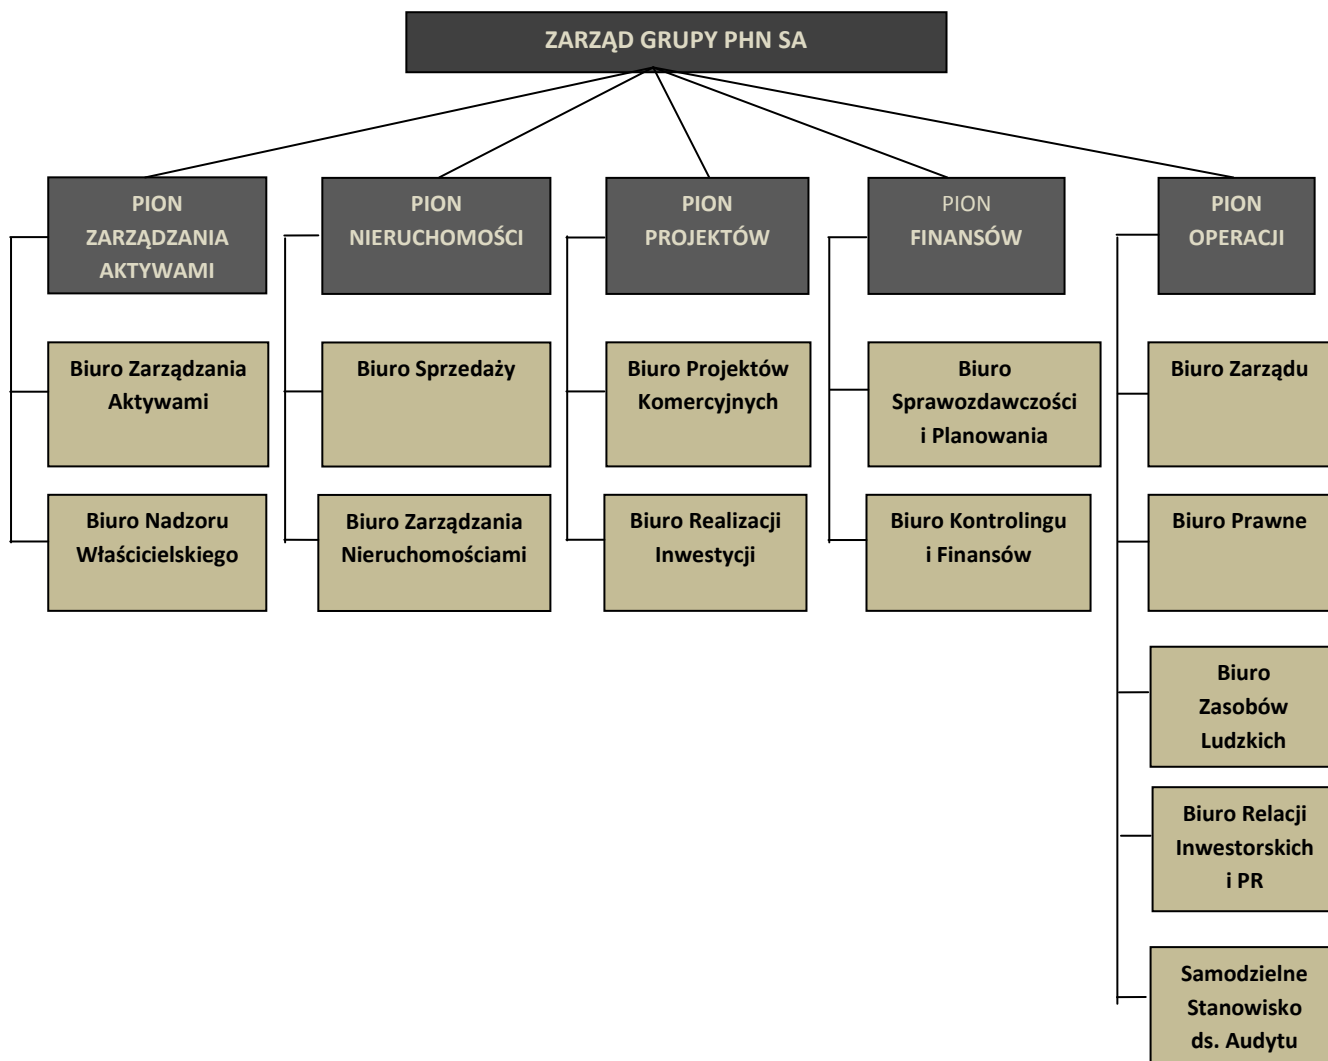 ZARZĄD GRUPY PHN SA
PION
ZARZĄDZANIA
AKTYWAMI
PION
NIERUCHOMOŚCI
PION
PROJEKTÓW
PION
FINANSÓW
PION
OPERACJI
Biuro Zarządzania
Aktywami
Biuro Sprzedaży
Biuro Projektów
Komercyjnych
Biuro
Sprawozdawczości
i Planowania
Biuro Zarządu
Biuro Nadzoru
Właścicielskiego
Biuro Zarządzania
Nieruchomościami
Biuro Realizacji
Inwestycji
Biuro Kontrolingu
i Finansów
Biuro Prawne
Biuro
Zasobów
Ludzkich
Biuro Relacji
Inwestorskich
i PR
Samodzielne
Stanowisko
ds. Audytu